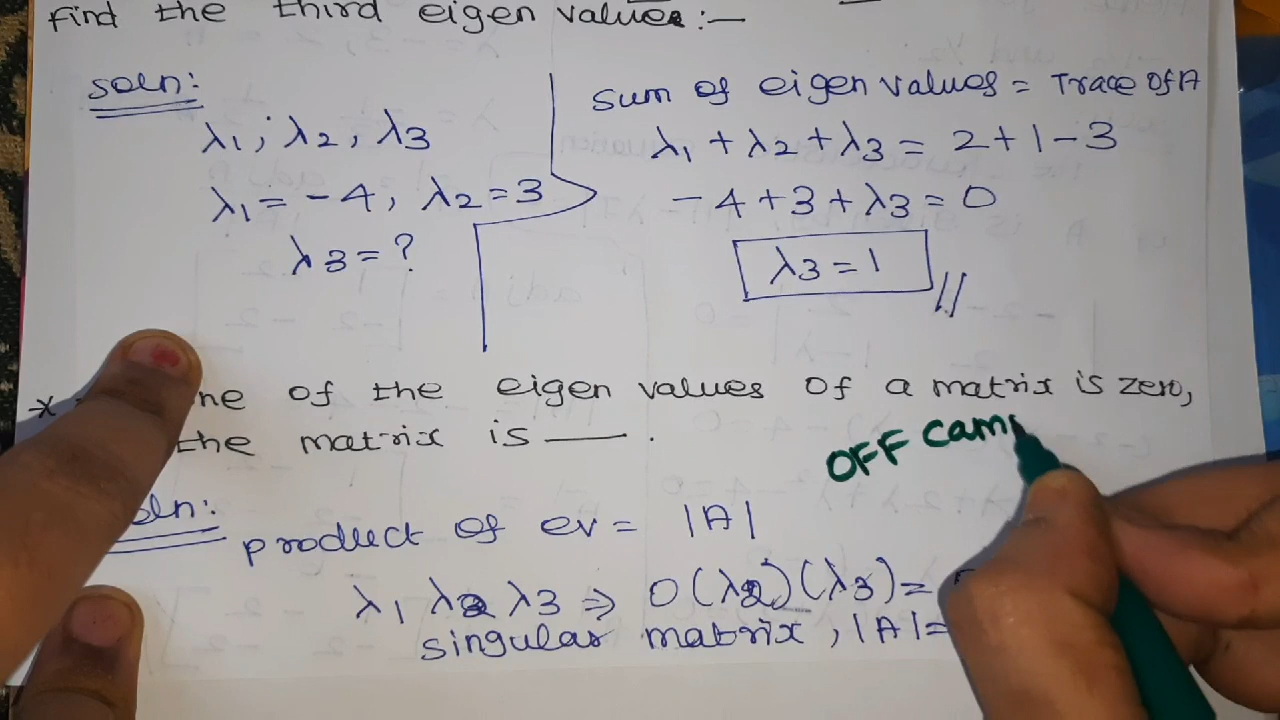 Find the third eigen values:-
Soln:
λ1, λ2, λ3
λ1 = -4, λ2 = 3
λ3 = ?
Sum of eigen values = Trace of A
λ1 + λ2 + λ3 = 2+1-3
-4+3+λ3 = 0
λ3 = 1 //
of the eigen values of a matrix is zero,
the matrix is ___.
OFF cam
product of ev = |A|
λ1 λ2 λ3 ⇒ 0(λ2)(λ3) =
singular matrix, |A| =